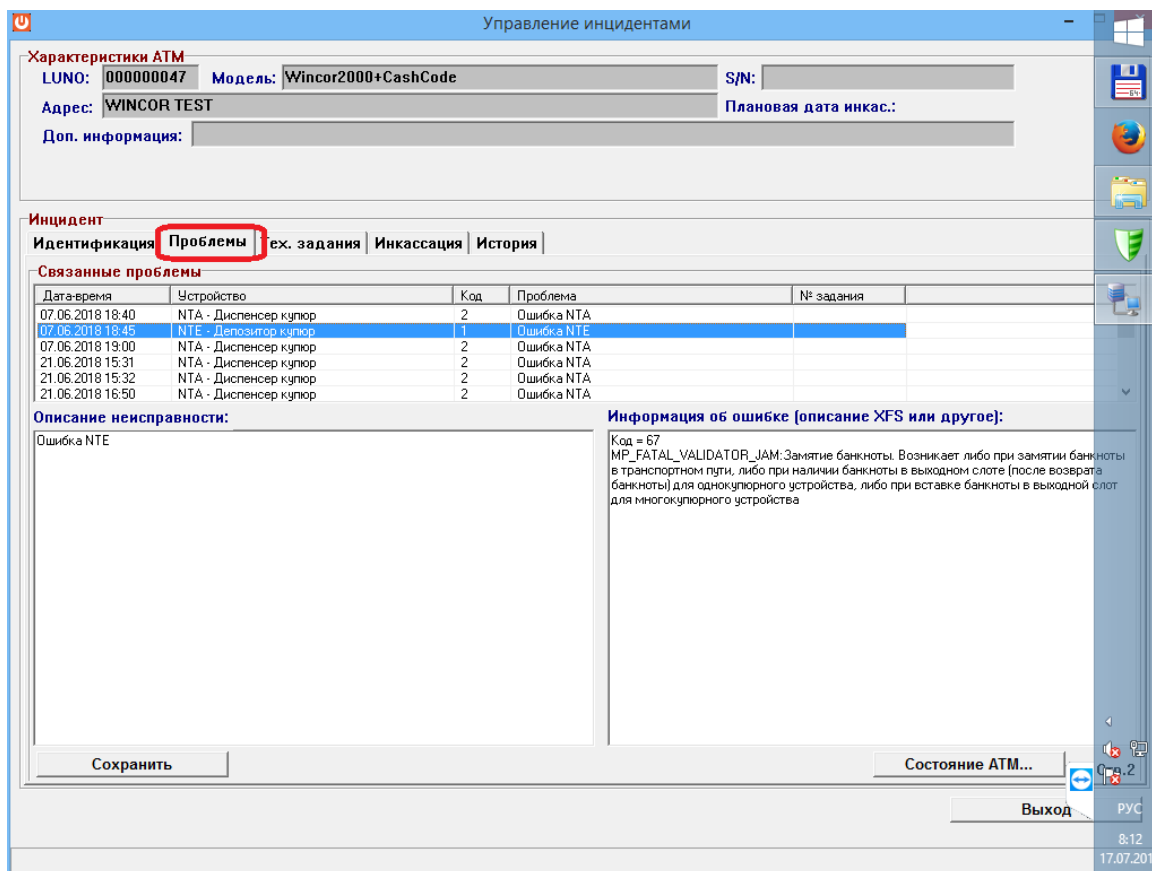 Управление инцидентами
Характеристики АТМ
LUNO: 000000047 Модель: Wincor2000+CashCode S/N:
Адрес: WINCOR TEST Плановая дата инкас.:
Доп. информация:
Инцидент
Идентификация Проблемы Тех. задания Инкассация История
Связанные проблемы
Дата-время Устройство Код Проблема № задания
07.06.2018 18:40 NTA - Диспенсер купюр 2 Ошибка NTA
07.06.2018 18:45 NTE - Депозитор купюр 1 Ошибка NTE
07.06.2018 19:00 NTA - Диспенсер купюр 2 Ошибка NTA
21.06.2018 15:31 NTA - Диспенсер купюр 2 Ошибка NTA
21.06.2018 15:32 NTA - Диспенсер купюр 2 Ошибка NTA
21.06.2018 16:50 NTA - Диспенсер купюр 2 Ошибка NTA
Описание неисправности:
Ошибка NTE
Информация об ошибке (описание XFS или другое):
Код = 67
MP_FATAL_VALIDATOR_JAM: Замятие банкноты. Возникает либо при замятии банкноты
в транспортном пути, либо при наличии банкноты в выходном слоте (после возврата
банкноты) для однокупюрного устройства, либо при вставке банкноты в выходной слот
для многокупюрного устройства
Сохранить
Состояние АТМ...
Выход
64
РУС
8:12
17.07.201